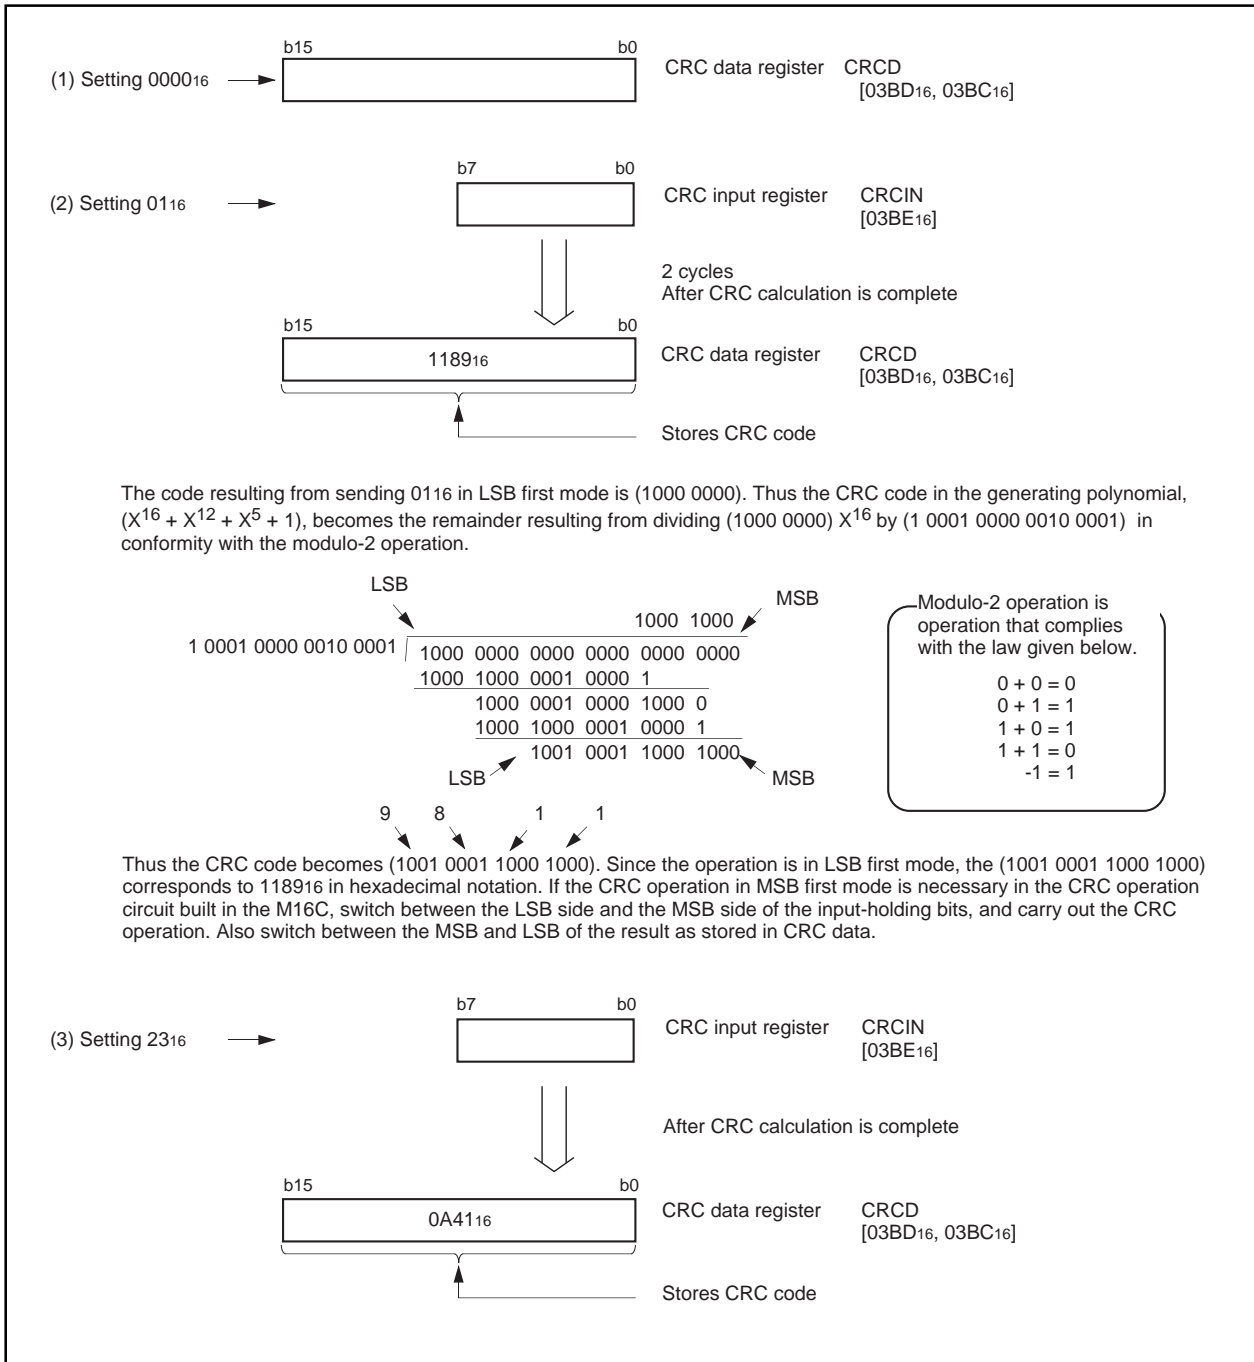 b15 b0
(1) Setting 000016
CRC data register CRCD
[03BD16, 03BC16]
b7 b0
(2) Setting 0116
CRC input register CRCIN
[03BE16]
2 cycles
After CRC calculation is complete
b15 b0
118916
CRC data register CRCD
[03BD16, 03BC16]
Stores CRC code
The code resulting from sending 0116 in LSB first mode is (1000 0000). Thus the CRC code in the generating polynomial,
(X16 + X12 + X5 + 1), becomes the remainder resulting from dividing (1000 0000) X16 by (1 0001 0000 0010 0001) in
conformity with the modulo-2 operation.
LSB MSB
1000 1000
1 0001 0000 0010 0001
1000 0000 0000 0000 0000 0000
1000 1000 0001 0000 1
1000 0001 0000 1000 0
1000 1000 0001 0000 1
1001 0001 1000 1000
LSB MSB
Modulo-2 operation is
operation that complies
with the law given below.
0 + 0 = 0
0 + 1 = 1
1 + 0 = 1
1 + 1 = 0
-1 = 1
9 8 1 1
Thus the CRC code becomes (1001 0001 1000 1000). Since the operation is in LSB first mode, the (1001 0001 1000 1000)
corresponds to 118916 in hexadecimal notation. If the CRC operation in MSB first mode is necessary in the CRC operation
circuit built in the M16C, switch between the LSB side and the MSB side of the input-holding bits, and carry out the CRC
operation. Also switch between the MSB and LSB of the result as stored in CRC data.
b7 b0
(3) Setting 2316
CRC input register CRCIN
[03BE16]
After CRC calculation is complete
b15 b0
0A4116
CRC data register CRCD
[03BD16, 03BC16]
Stores CRC code